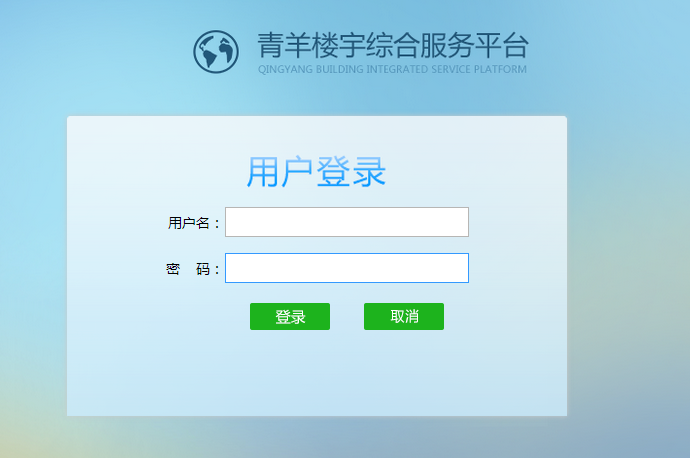 青羊楼宇综合服务平台
QINGYANG BUILDING INTEGRATED SERVICE PLATFORM
用户登录
用户名：
密 码：
登录 取消